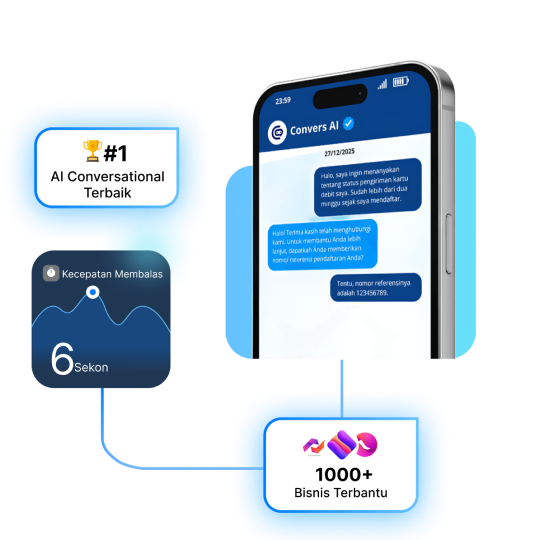 23:59
Convers AI
27/12/2025
Halo, saya ingin menanyakan
tentang status pengiriman kartu
debit saya. Sudah lebih dari dua
minggu sejak saya mendaftar.
Halo! Terima kasih telah menghubungi
kami. Untuk membantu Anda lebih
lanjut, dapatkah Anda memberikan
nomor referensi pendaftaran Anda?
Tentu, nomor referensinya
adalah 123456789.
#1
AI Conversational
Terbaik
Kecepatan Membalas
6 Sekon
1000+
Bisnis Terbantu